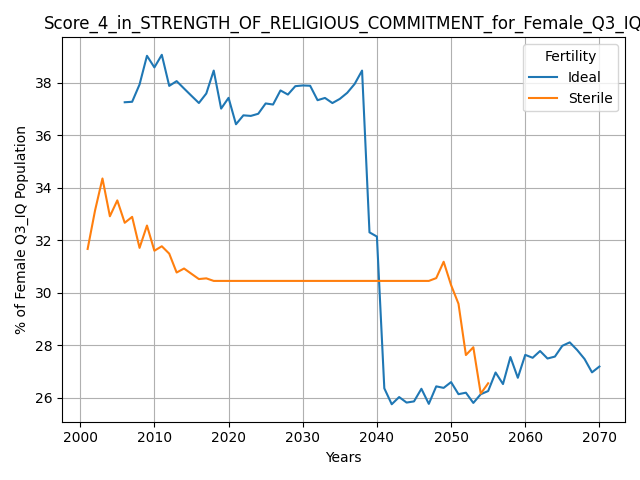 Score_4_in_STRENGTH_OF_RELIGIOUS_COMMITMENT_for_Female_Q3_IQ
Fertility
Ideal
Sterile
% of Female Q3_IQ Population
38
36
34
32
30
28
26
2000 2010 2020 2030 2040 2050 2060 2070
Years